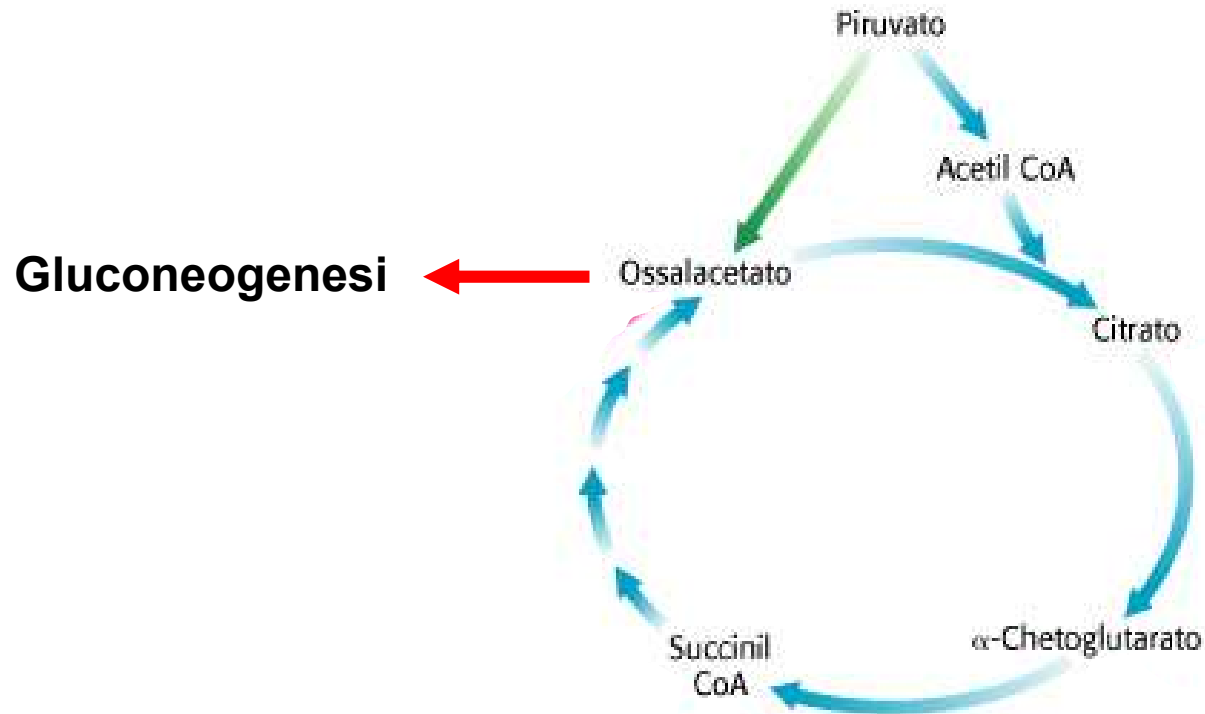 Piruvato
Acetil CoA
Gluconeogenesi
Ossalacetato
Citrato
α-Chetoglutarato
Succinil
CoA